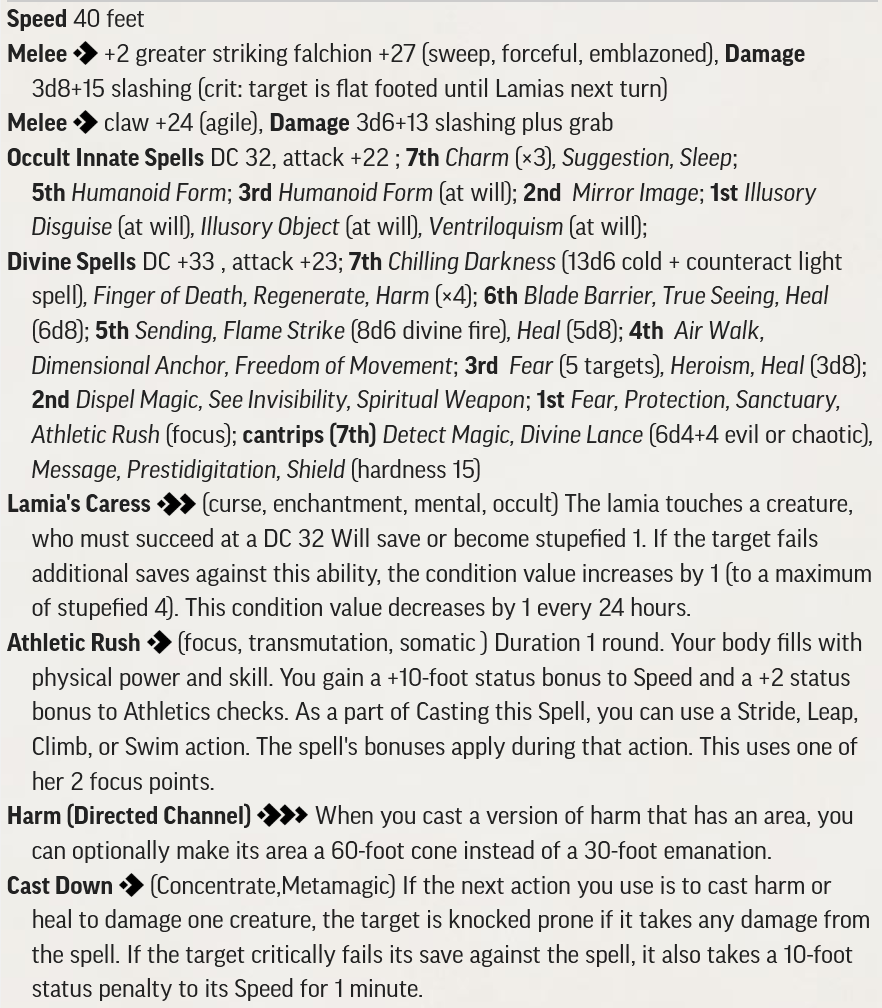 Speed 40 feet
Melee ◆ +2 greater striking falchion +27 (sweep, forceful, emblazoned), Damage
3d8+15 slashing (crit: target is flat footed until Lamias next turn)
Melee ◆ claw +24 (agile), Damage 3d6+13 slashing plus grab
Occult Innate Spells DC 32, attack +22 ; 7th Charm (×3), Suggestion, Sleep;
5th Humanoid Form; 3rd Humanoid Form (at will); 2nd Mirror Image; 1st Illusory
Disguise (at will), Illusory Object (at will), Ventriloquism (at will);
Divine Spells DC +33 , attack +23; 7th Chilling Darkness (13d6 cold + counteract light
spell), Finger of Death, Regenerate, Harm (×4); 6th Blade Barrier, True Seeing, Heal
(6d8); 5th Sending, Flame Strike (8d6 divine fire), Heal (5d8); 4th Air Walk,
Dimensional Anchor, Freedom of Movement; 3rd Fear (5 targets), Heroism, Heal (3d8);
2nd Dispel Magic, See Invisibility, Spiritual Weapon; 1st Fear, Protection, Sanctuary,
Athletic Rush (focus); cantrips (7th) Detect Magic, Divine Lance (6d4+4 evil or chaotic),
Message, Prestidigitation, Shield (hardness 15)
Lamia's Caress ◆◆ (curse, enchantment, mental, occult) The lamia touches a creature,
who must succeed at a DC 32 Will save or become stupefied 1. If the target fails
additional saves against this ability, the condition value increases by 1 (to a maximum
of stupefied 4). This condition value decreases by 1 every 24 hours.
Athletic Rush ◆ (focus, transmutation, somatic ) Duration 1 round. Your body fills with
physical power and skill. You gain a +10-foot status bonus to Speed and a +2 status
bonus to Athletics checks. As a part of Casting this Spell, you can use a Stride, Leap,
Climb, or Swim action. The spell's bonuses apply during that action. This uses one of
her 2 focus points.
Harm (Directed Channel) ◆◆◆ When you cast a version of harm that has an area, you
can optionally make its area a 60-foot cone instead of a 30-foot emanation.
Cast Down ◆ (Concentrate,Metamagic) If the next action you use is to cast harm or
heal to damage one creature, the target is knocked prone if it takes any damage from
the spell. If the target critically fails its save against the spell, it also takes a 10-foot
status penalty to its Speed for 1 minute.